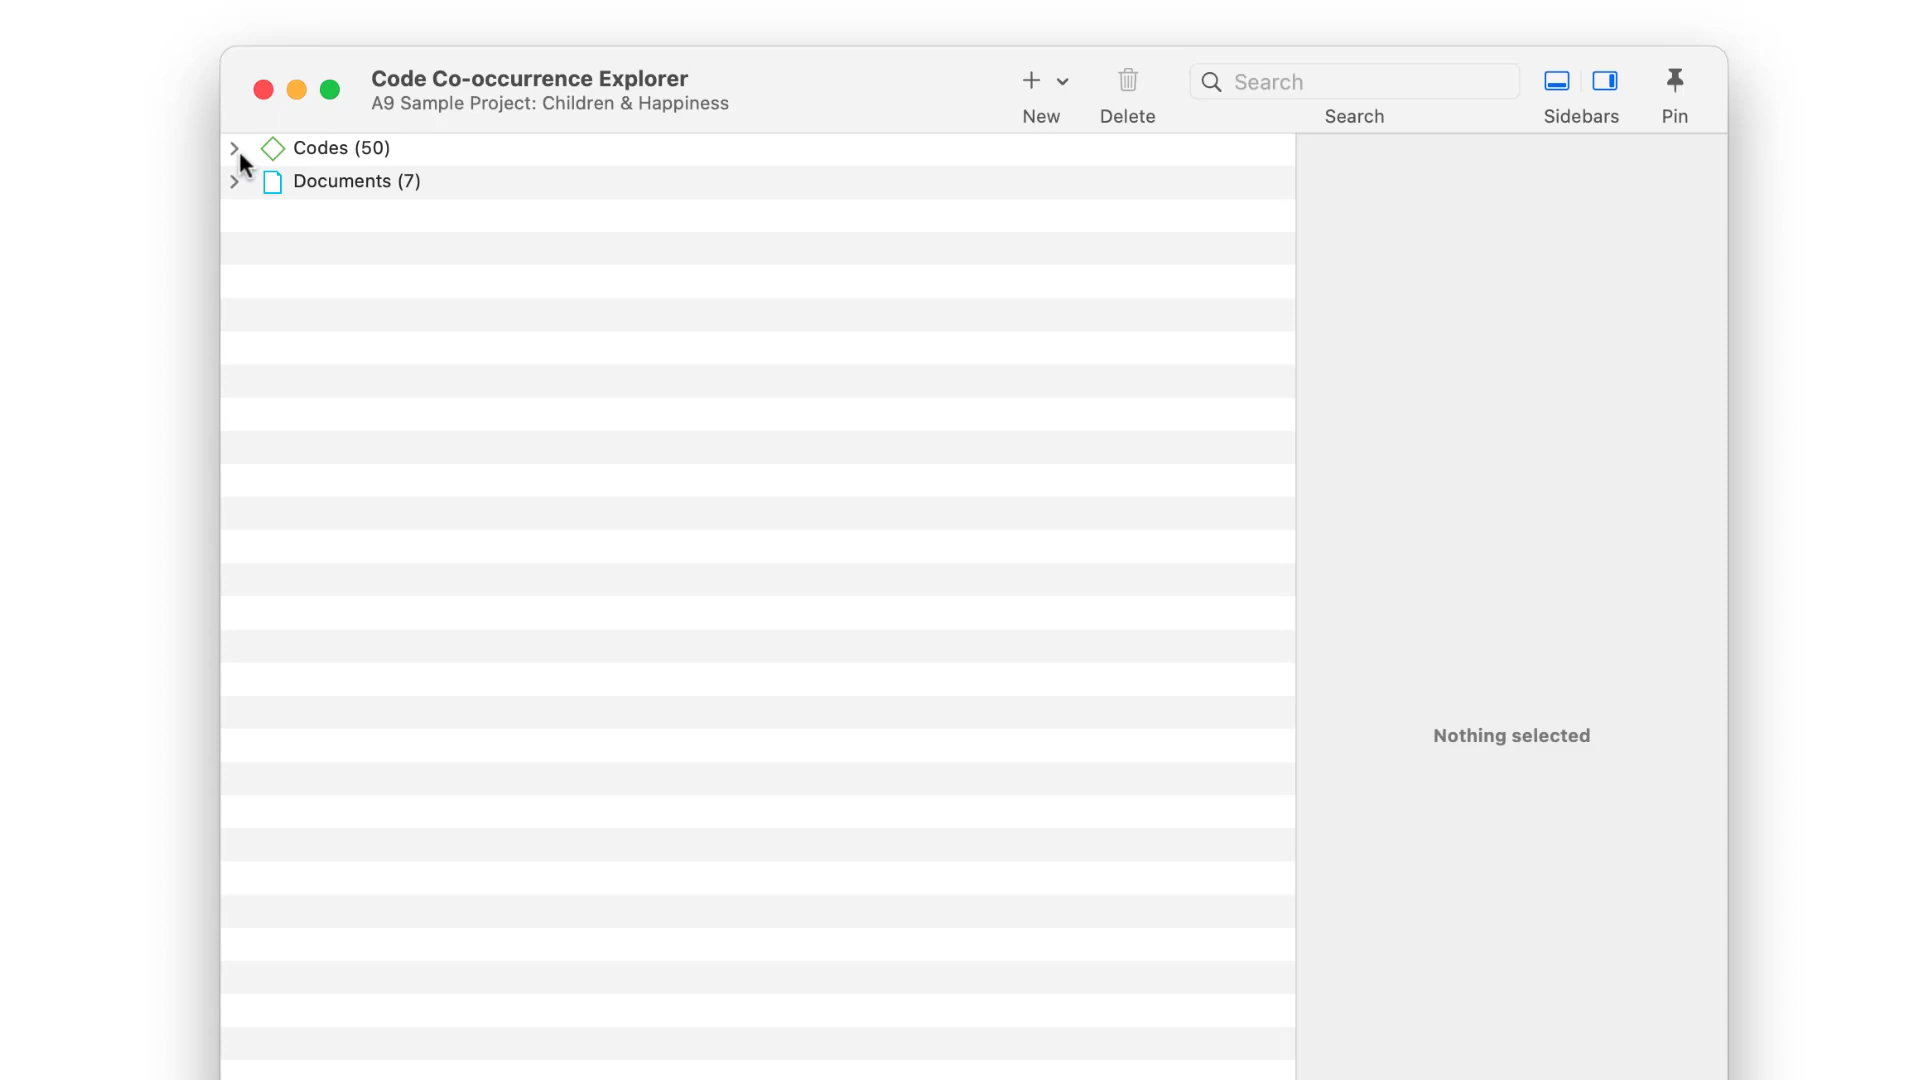 Code Co-occurrence Explorer
A9 Sample Project: Children & Happiness
New
Delete
Search
Search
Sidebars
Pin
Codes (50)
Documents (7)
Nothing selected